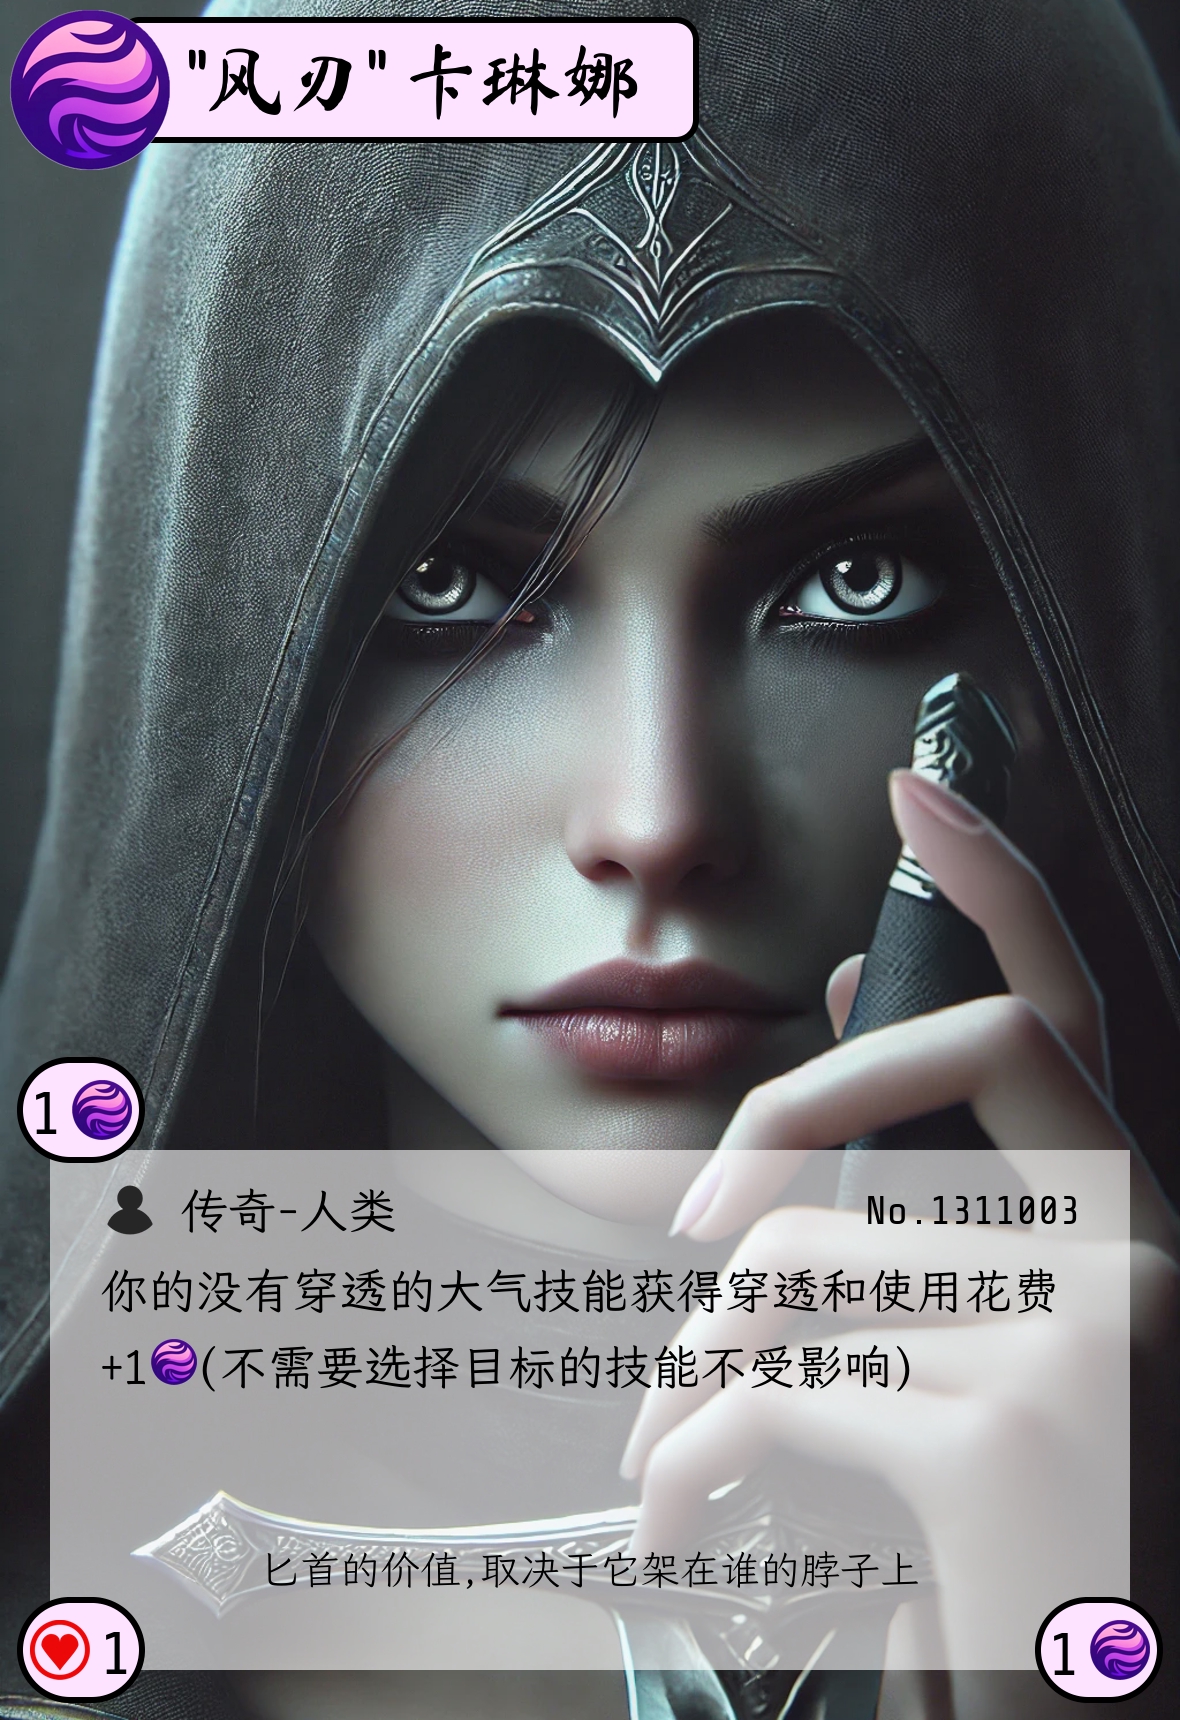 "风刃"卡琳娜
1
传奇-人类
No.1311003
你的没有穿透的大气技能获得穿透和使用花费
+1(不需要选择目标的技能不受影响)
匕首的价值,取决于它架在谁的脖子上
1
1